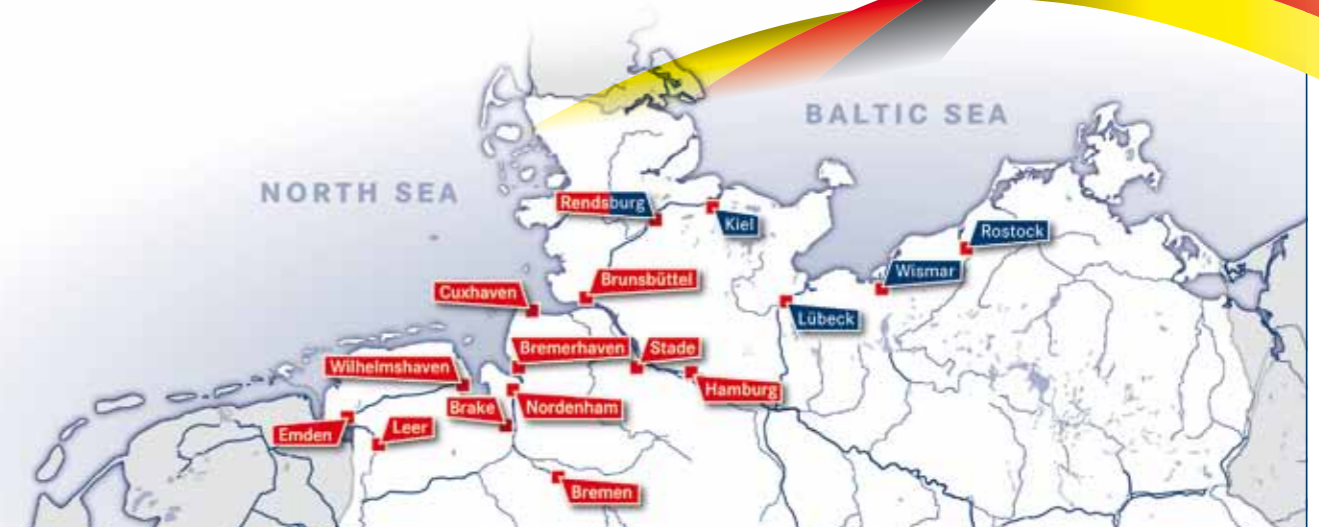 BALTIC SEA
NORTH SEA
Rendsburg
Kiel
Rostock
Wismar
Brunsbüttel
Cuxhaven
Lübeck
Bremerhaven
Stade
Wilhelmshaven
Hamburg
Brake
Nordenham
Emden
Leer
Bremen